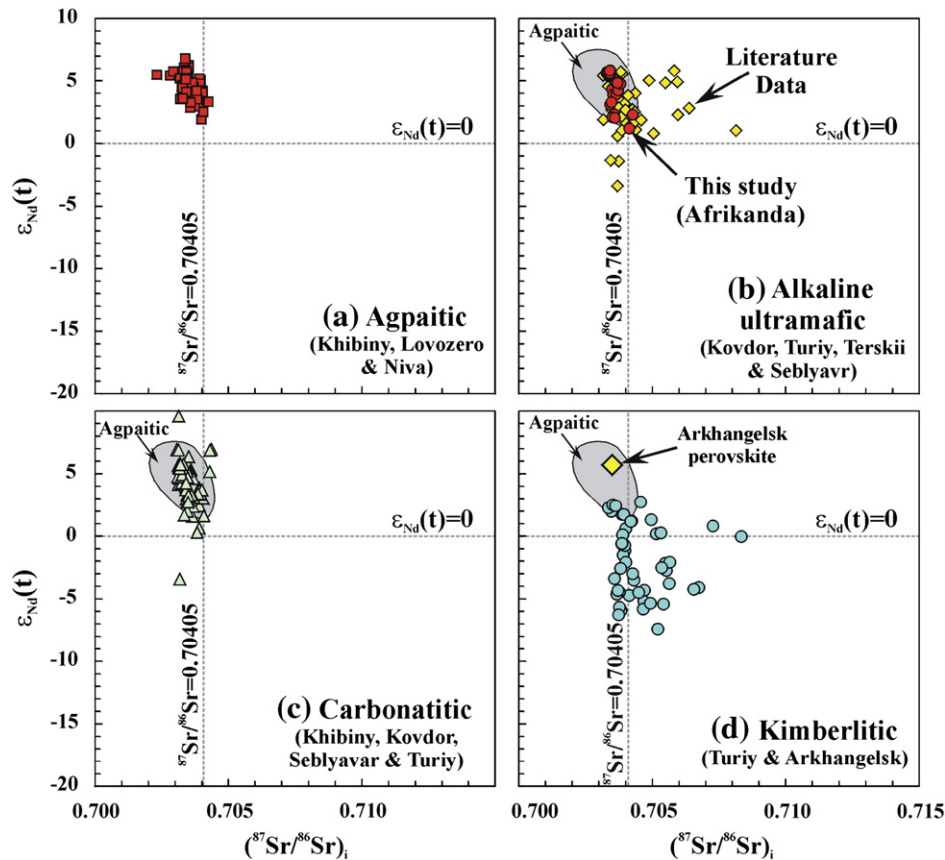 10
5
0
-5
-10
-15
-20
εNd(t)
εNd(t)=0
87Sr/86Sr=0.70405
(a) Agpaitic
(Khibiny, Lovozero
& Niva)
Agpaitic
Literature
Data
εNd(t)=0
This study
(Afrikanda)
87Sr/86Sr=0.70405
(b) Alkaline
ultramafic
(Kovdor, Turiy, Terskii
& Seblyavr)
5
0
-5
-10
-15
-20
εNd(t)
Agpaitic
εNd(t)=0
87Sr/86Sr=0.70405
(c) Carbonatitic
(Khibiny, Kovdor,
Seblyavar & Turiy)
0.700
0.705
0.710
(87Sr/86Sr)i
Agpaitic
Arkhangelsk
perovskite
εNd(t)=0
87Sr/86Sr=0.70405
(d) Kimberlitic
(Turiy & Arkhangelsk)
0.700
0.705
0.710
0.715
(87Sr/86Sr)i